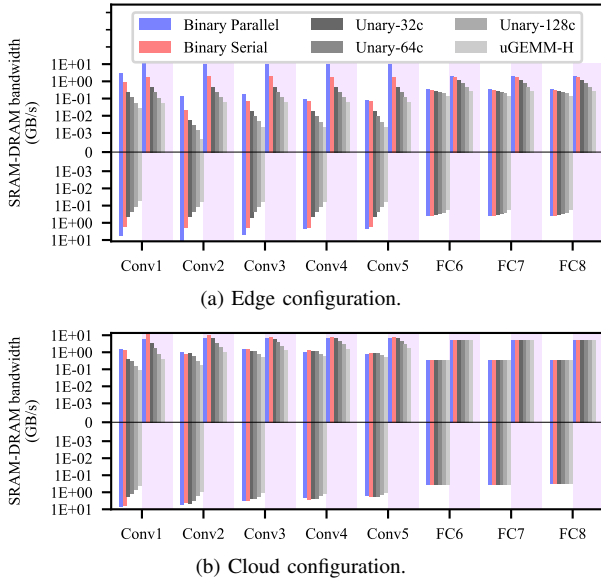 Binary Parallel
Binary Serial
Unary-32c
Unary-64c
Unary-128c
uGEMM-H
SRAM-DRAM bandwidth
(GB/s)
1E+01
1E+00
1E-01
1E-02
1E-03
0
1E-03
1E-02
1E-01
1E+00
1E+01
Conv1 Conv2 Conv3 Conv4 Conv5 FC6 FC7 FC8
(a) Edge configuration.
SRAM-DRAM bandwidth
(GB/s)
1E+01
1E+00
1E-01
1E-02
1E-03
0
1E-03
1E-02
1E-01
1E+00
1E+01
Conv1 Conv2 Conv3 Conv4 Conv5 FC6 FC7 FC8
(b) Cloud configuration.